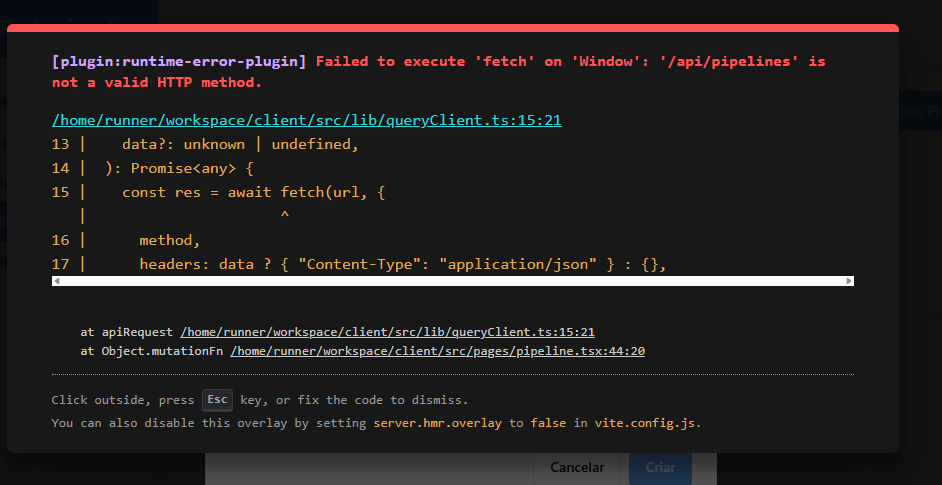 [plugin:runtime-error-plugin] Failed to execute 'fetch' on 'Window': '/api/pipelines' is
not a valid HTTP method.
/home/runner/workspace/client/src/lib/queryClient.ts:15:21
13 |    data?: unknown | undefined,
14 |  ): Promise<any> {
15 |    const res = await fetch(url, {
   |                      ^
16 |      method,
17 |      headers: data ? { "Content-Type": "application/json" } : {},
at apiRequest /home/runner/workspace/client/src/lib/queryClient.ts:15:21
at Object.mutationFn /home/runner/workspace/client/src/pages/pipeline.tsx:44:20
Click outside, press Esc key, or fix the code to dismiss.
You can also disable this overlay by setting server.hmr.overlay to false in vite.config.js.
Cancelar Criar